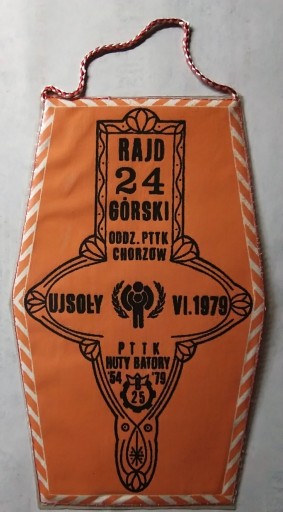 RAJD
24
GÓRSKI
ODDZ. PTTK
CHORZÓW
UJSOŁY VI.1979
PTTK
HUTY BATORY
'54 '79
25